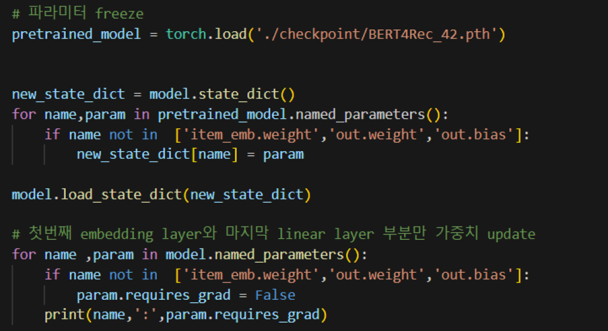 # 파라미터 freeze
pretrained_model = torch.load('./checkpoint/BERT4Rec_42.pth')
new_state_dict = model.state_dict()
for name,param in pretrained_model.named_parameters():
    if name not in  ['item_emb.weight','out.weight','out.bias']:
        new_state_dict[name] = param
model.load_state_dict(new_state_dict)
# 첫번째 embedding layer와 마지막 linear layer 부분만 가중치 update
for name ,param in model.named_parameters():
    if name not in  ['item_emb.weight','out.weight','out.bias']:
        param.requires_grad = False
    print(name,':',param.requires_grad)